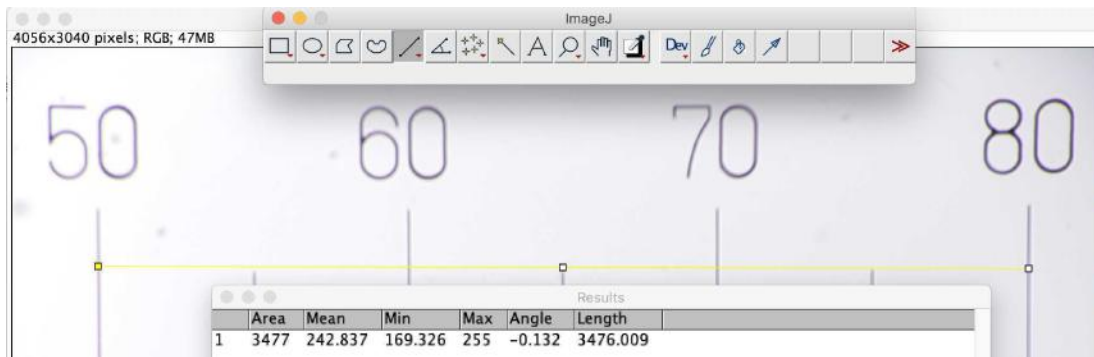 ImageJ
4056x3040 pixels; RGB; 47MB
A Dev
50 60 70 80
Results
Area Mean Min Max Angle Length
1 3477 242.837 169.326 255 -0.132 3476.009